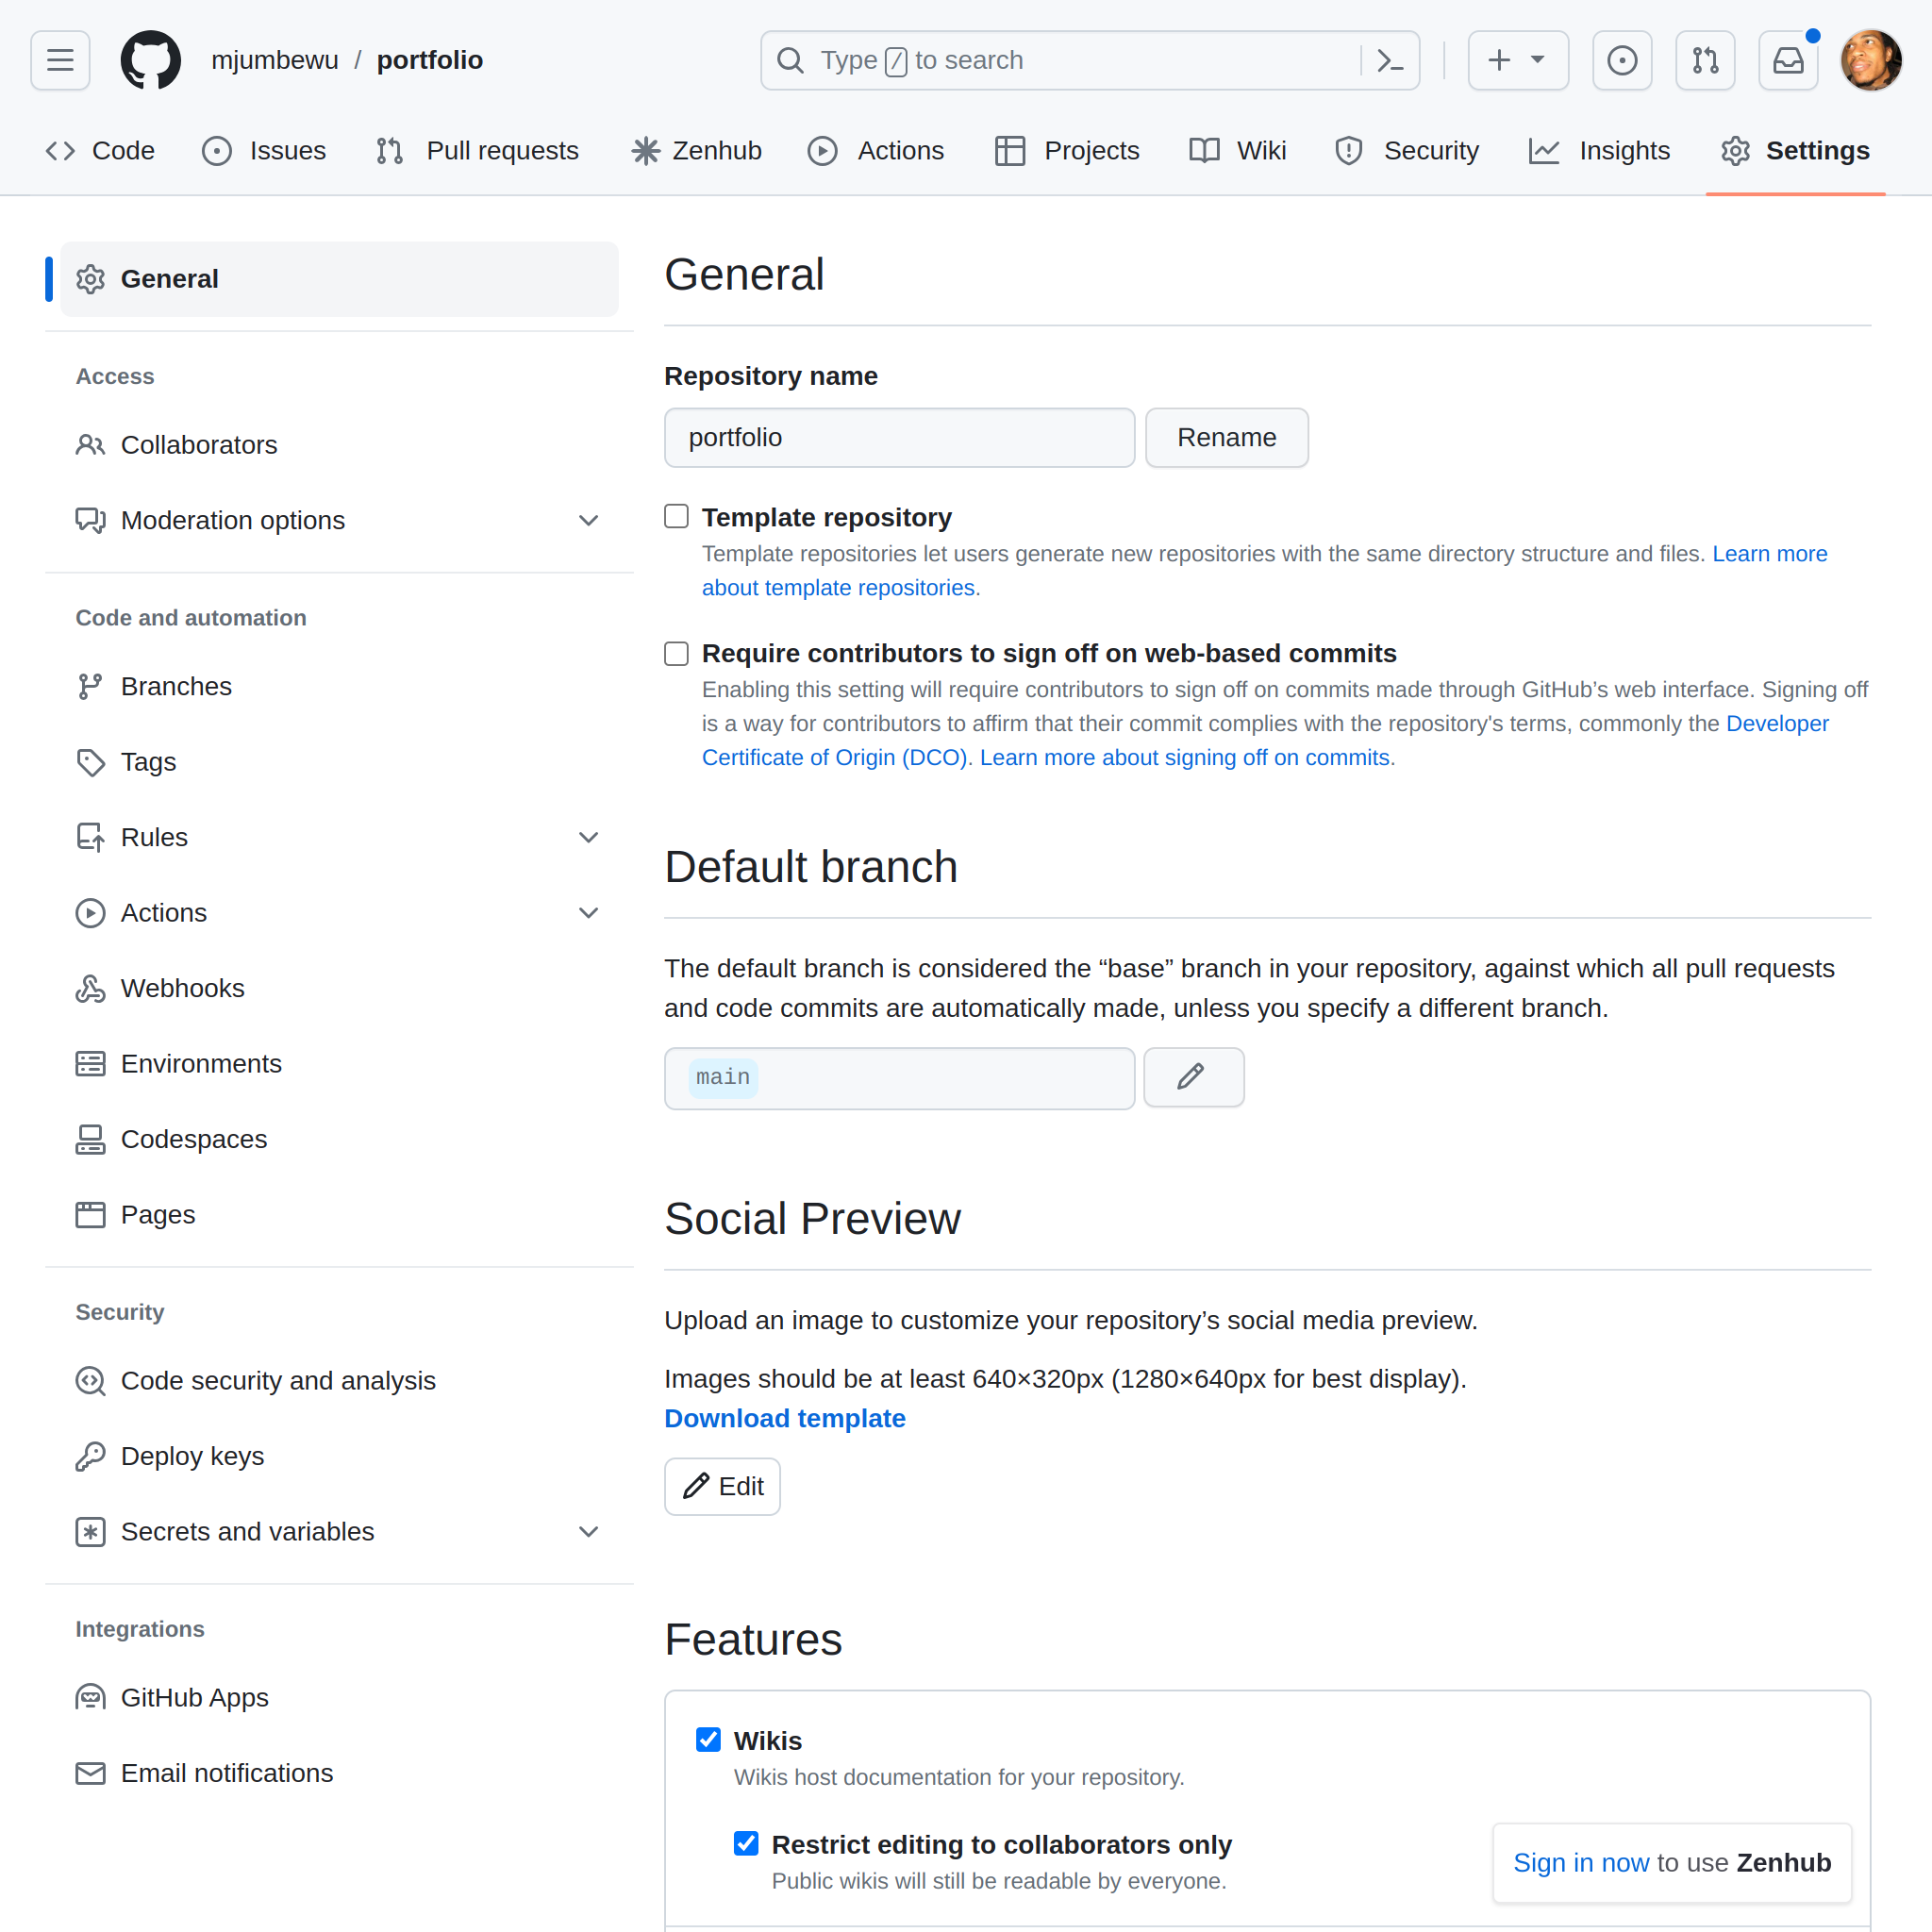 mjumbewu / portfolio
Type / to search
Code Issues Pull requests Zenhub Actions Projects Wiki Security Insights Settings
General
Access
Collaborators
Moderation options
Code and automation
Branches
Tags
Rules
Actions
Webhooks
Environments
Codespaces
Pages
Security
Code security and analysis
Deploy keys
Secrets and variables
Integrations
GitHub Apps
Email notifications
General
Repository name
portfolio Rename
Template repository
Template repositories let users generate new repositories with the same directory structure and files. Learn more
about template repositories.
Require contributors to sign off on web-based commits
Enabling this setting will require contributors to sign off on commits made through GitHub’s web interface. Signing off
is a way for contributors to affirm that their commit complies with the repository's terms, commonly the Developer
Certificate of Origin (DCO). Learn more about signing off on commits.
Default branch
The default branch is considered the “base” branch in your repository, against which all pull requests
and code commits are automatically made, unless you specify a different branch.
main
Social Preview
Upload an image to customize your repository’s social media preview.
Images should be at least 640×320px (1280×640px for best display).
Download template
Edit
Features
Wikis
Wikis host documentation for your repository.
Restrict editing to collaborators only
Public wikis will still be readable by everyone.
Sign in now to use Zenhub